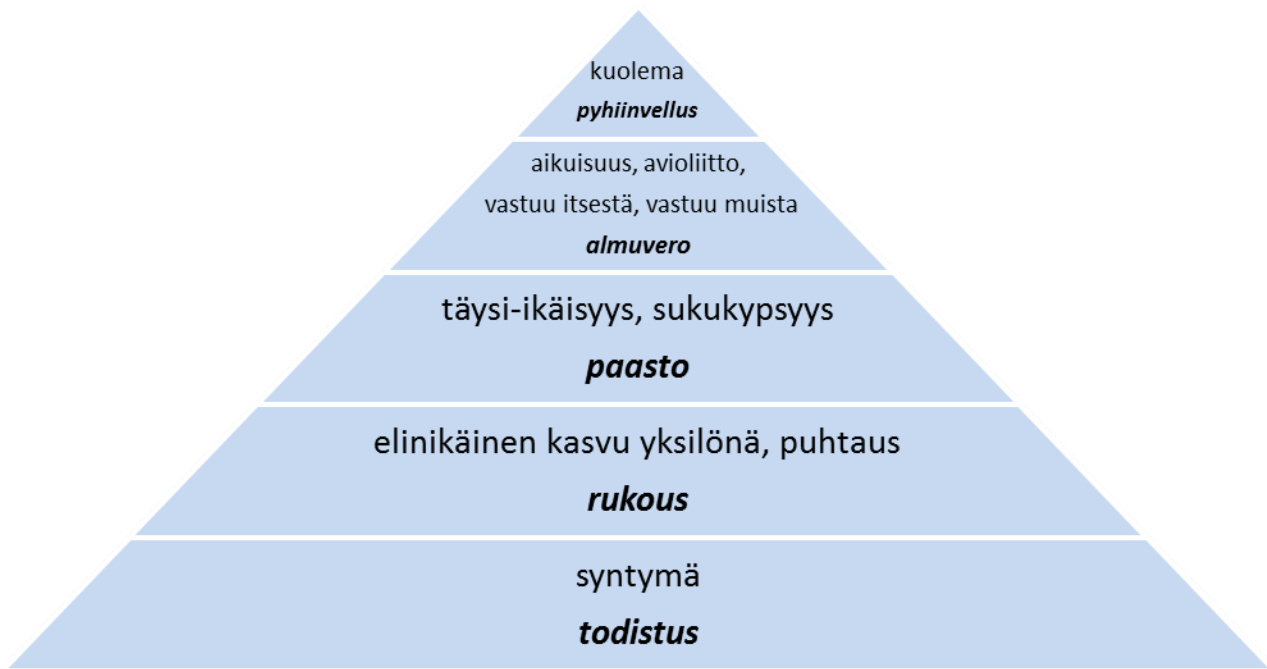 kuolema
pyhiinvellus
aikuisuus, avioliitto,
vastuu itsestä, vastuu muista
almuvero
täysi-ikäisyys, sukukypsyys
paasto
elinikäinen kasvu yksilönä, puhtaus
rukous
syntymä
todistus